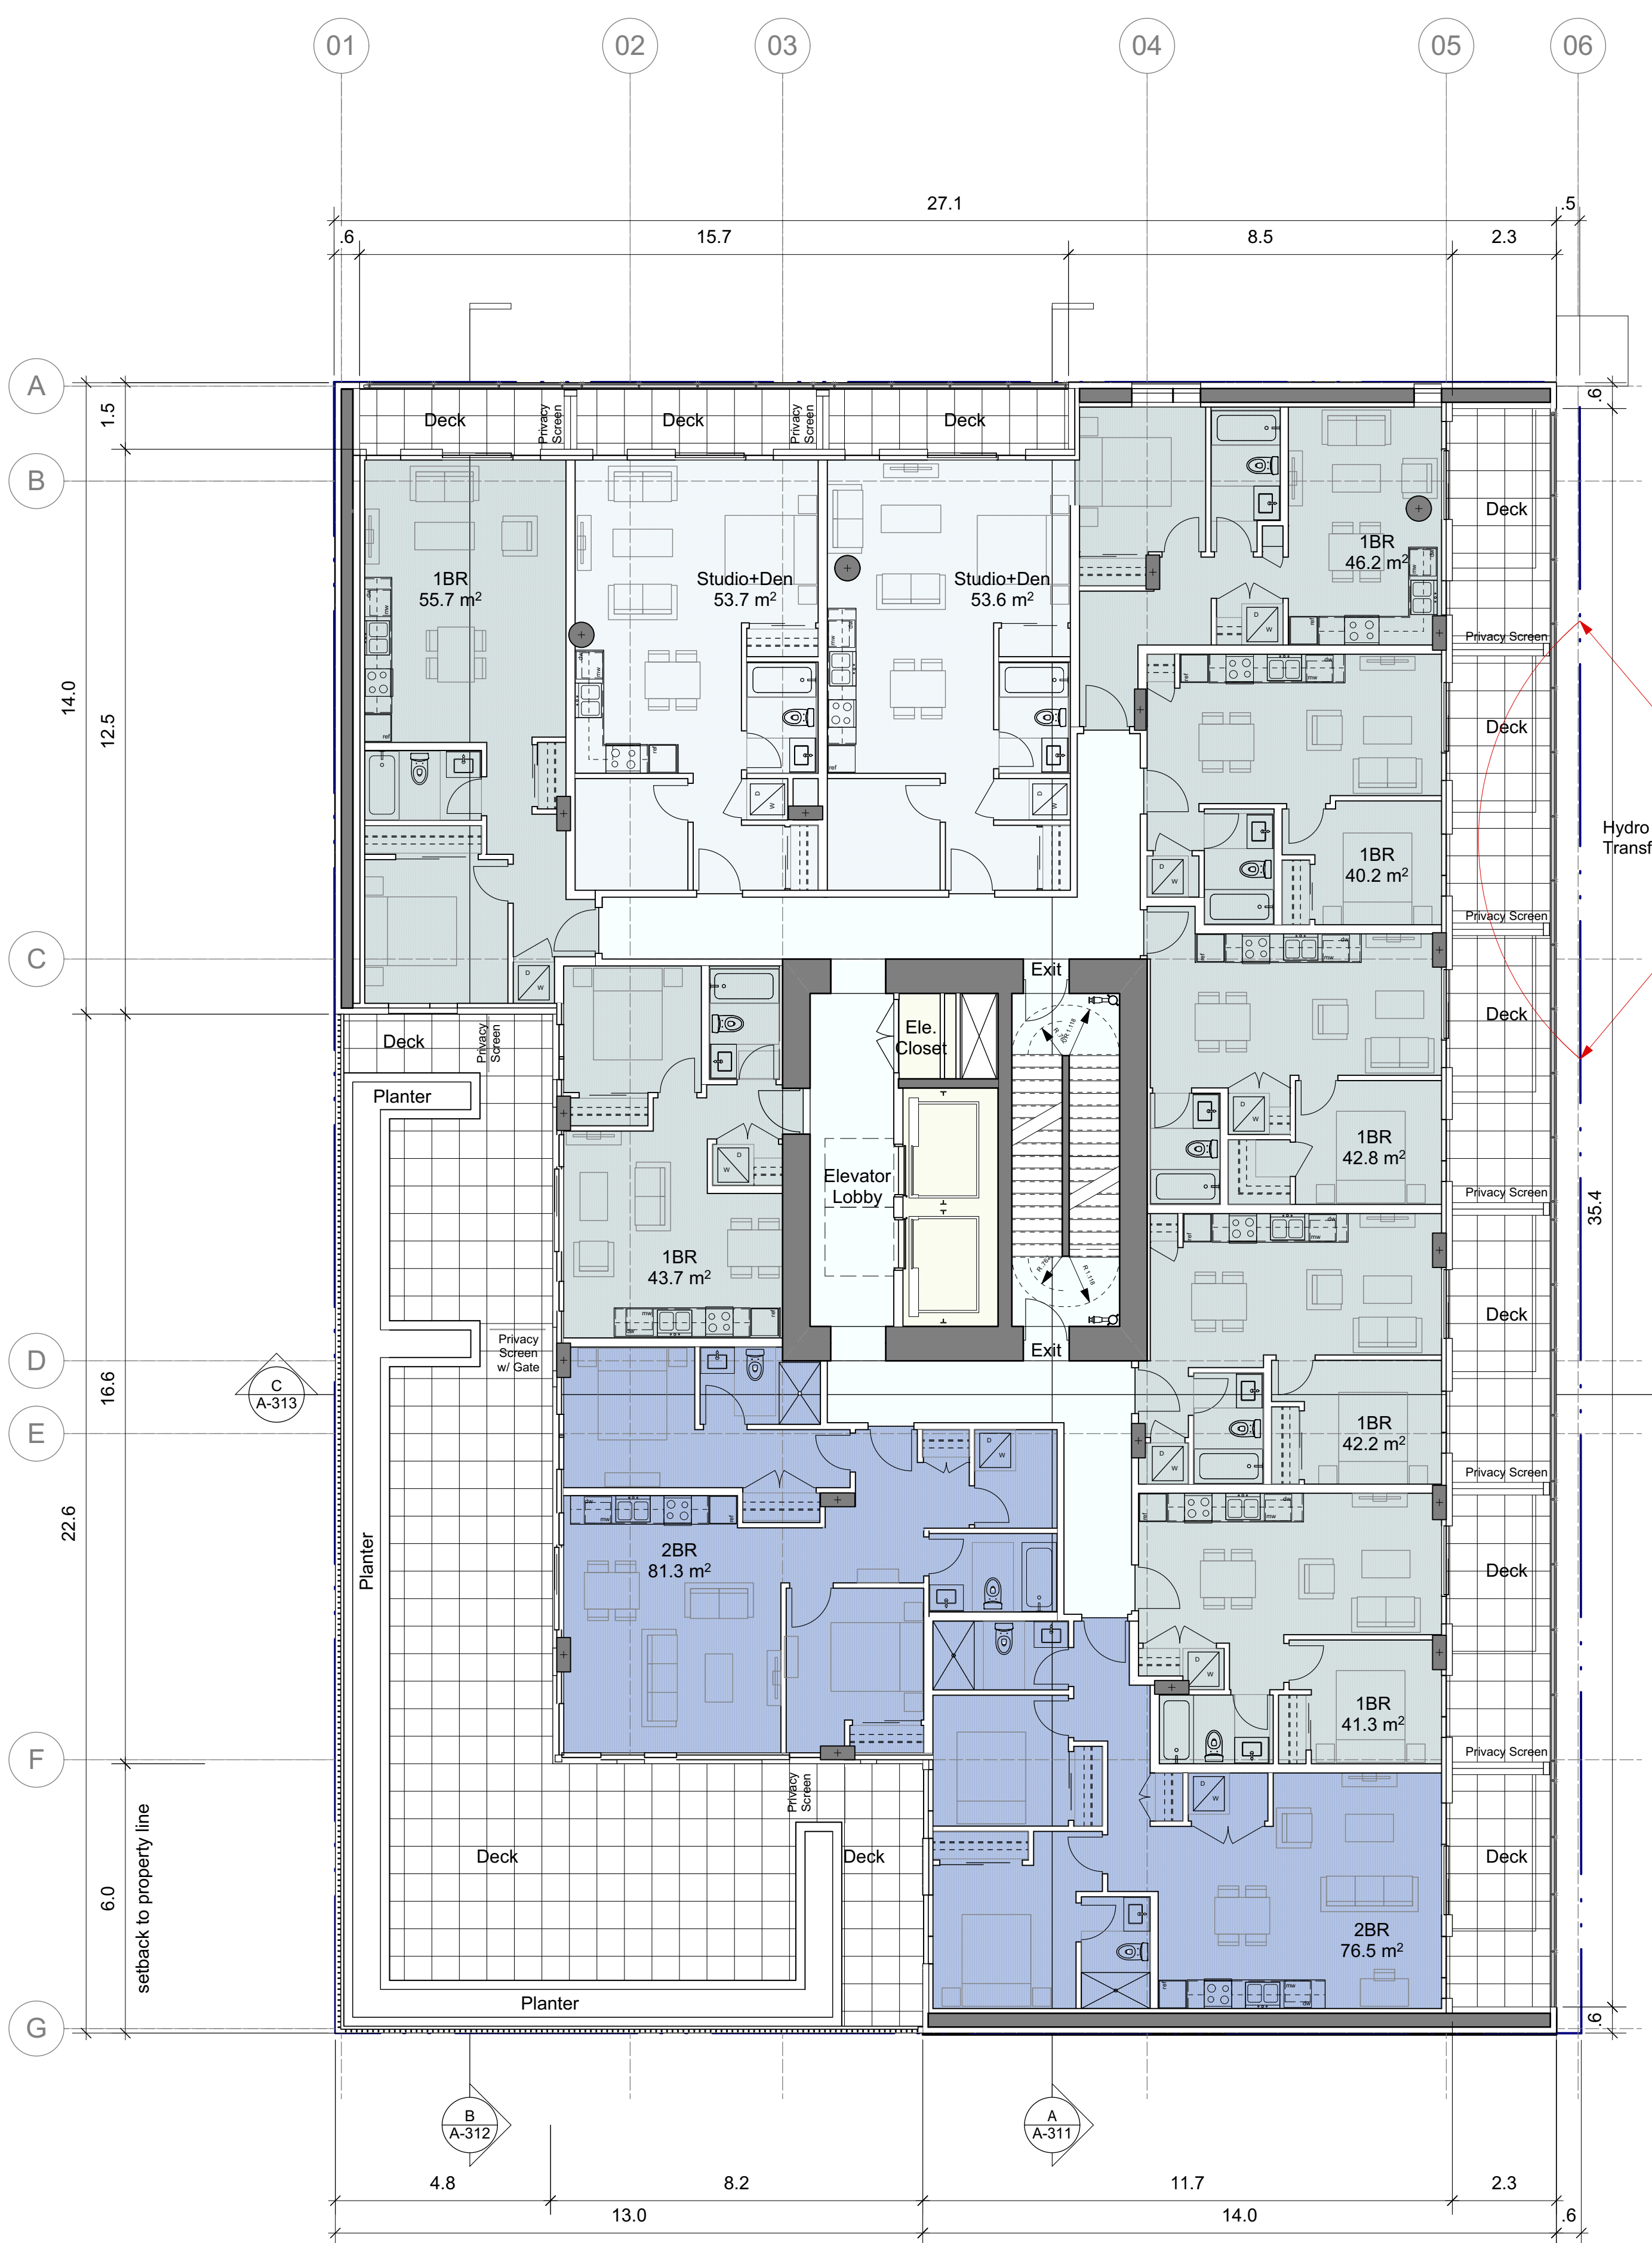 01
02
03
04
05
06
27.1
.5
.6
15.7
8.5
2.3
A
1.5
.6
Deck
Privacy
Screen
Deck
Privacy
Screen
Deck
B
Deck
1BR
55.7 m²
Studio+Den
53.7 m²
Studio+Den
53.6 m²
1BR
46.2 m²
Privacy Screen
14.0
12.5
Deck
Hydro
Transf
1BR
40.2 m²
Privacy Screen
C
Exit
Deck
Privacy
Screen
Ele.
Closet
Deck
Planter
R 1.118
1BR
42.8 m²
Elevator
Lobby
Privacy Screen
35.4
1BR
43.7 m²
R .762
R 1.118
Deck
Privacy
Screen
w/ Gate
Exit
D
C
A-313
16.6
E
1BR
42.2 m²
Privacy Screen
22.6
Planter
2BR
81.3 m²
Deck
1BR
41.3 m²
Privacy Screen
F
Privacy
Screen
setback to property line
6.0
Deck
Deck
Deck
2BR
76.5 m²
Planter
G
.6
B
A-312
A
A-311
4.8
8.2
11.7
2.3
13.0
14.0
.6